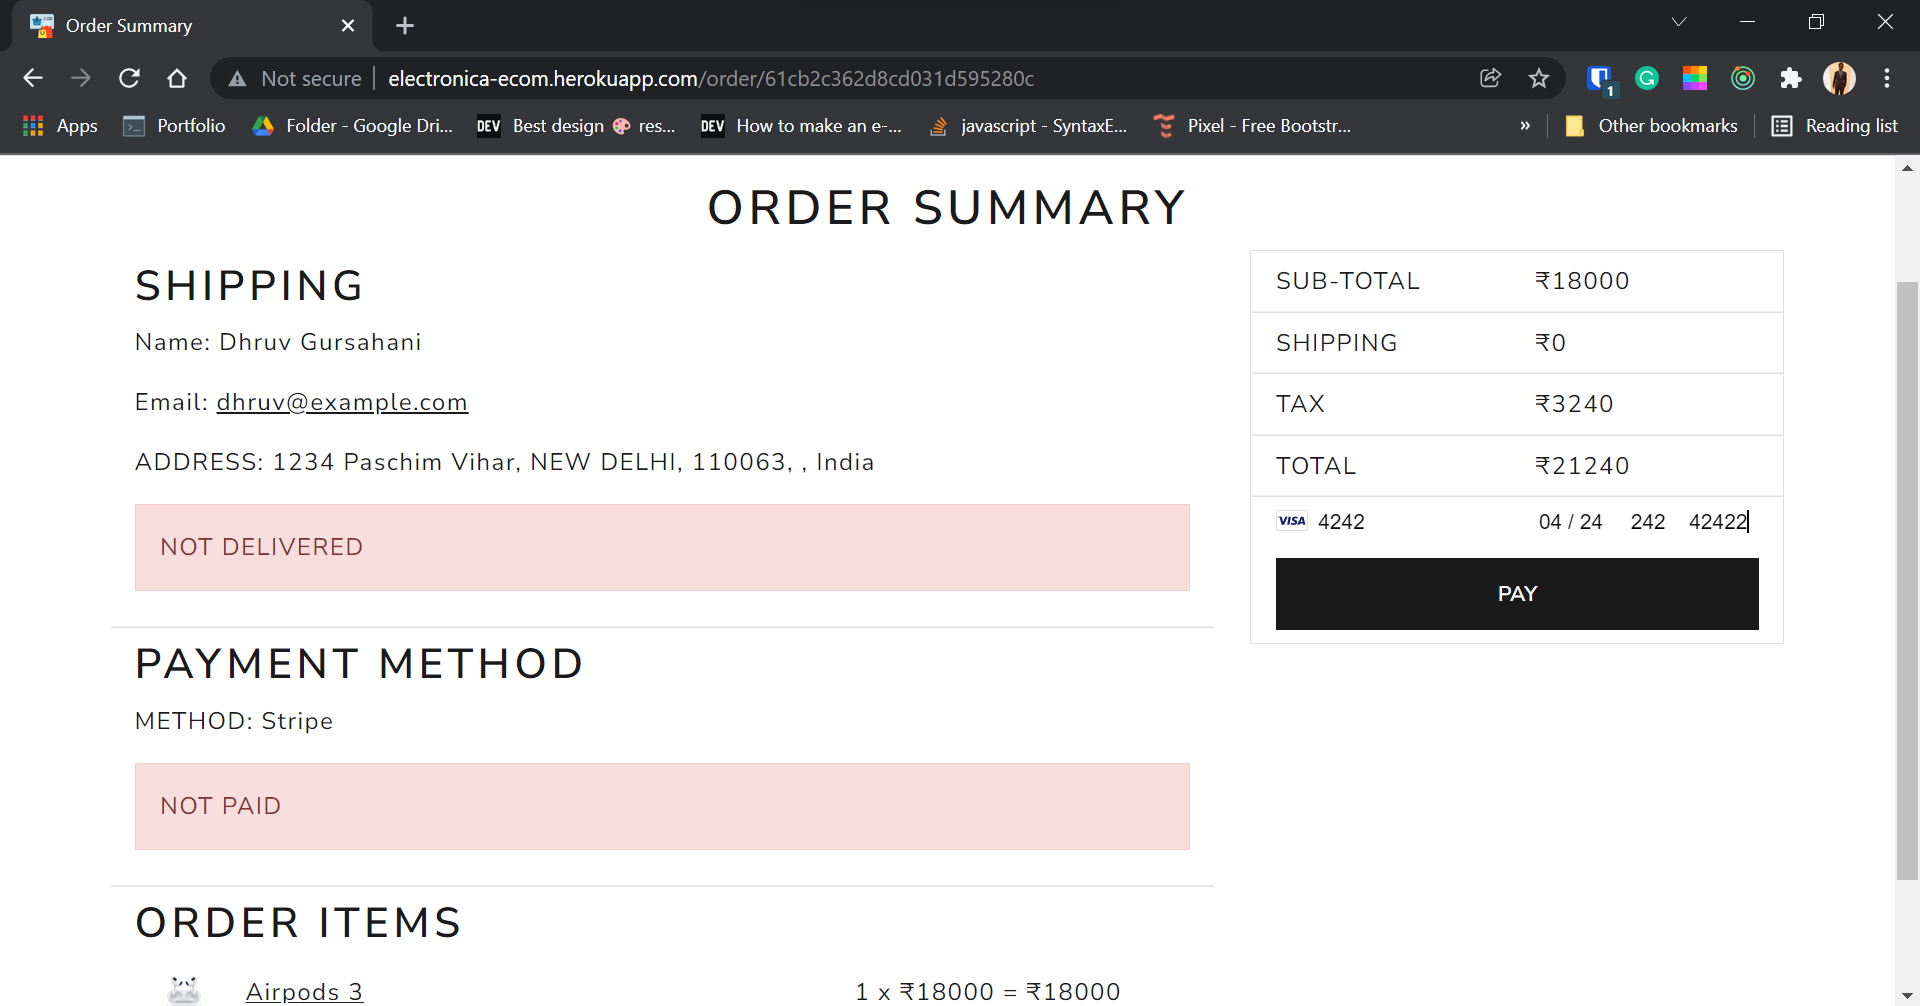 Order Summary
Not secure electronica-ecom.herokuapp.com/order/61cb2c362d8cd031d595280c
1
Apps Portfolio Folder - Google Dri... DEV Best design 🎨 res... DEV How to make an e-... javascript - SyntaxE... Pixel - Free Bootstr... » Other bookmarks Reading list
ORDER SUMMARY
SHIPPING
Name: Dhruv Gursahani
Email: dhruv@example.com
ADDRESS: 1234 Paschim Vihar, NEW DELHI, 110063, , India
NOT DELIVERED
PAYMENT METHOD
METHOD: Stripe
NOT PAID
ORDER ITEMS
Airpods 3 1 x ₹18000 = ₹18000
SUB-TOTAL ₹18000
SHIPPING ₹0
TAX ₹3240
TOTAL ₹21240
VISA 4242 04 / 24 242 42422
PAY